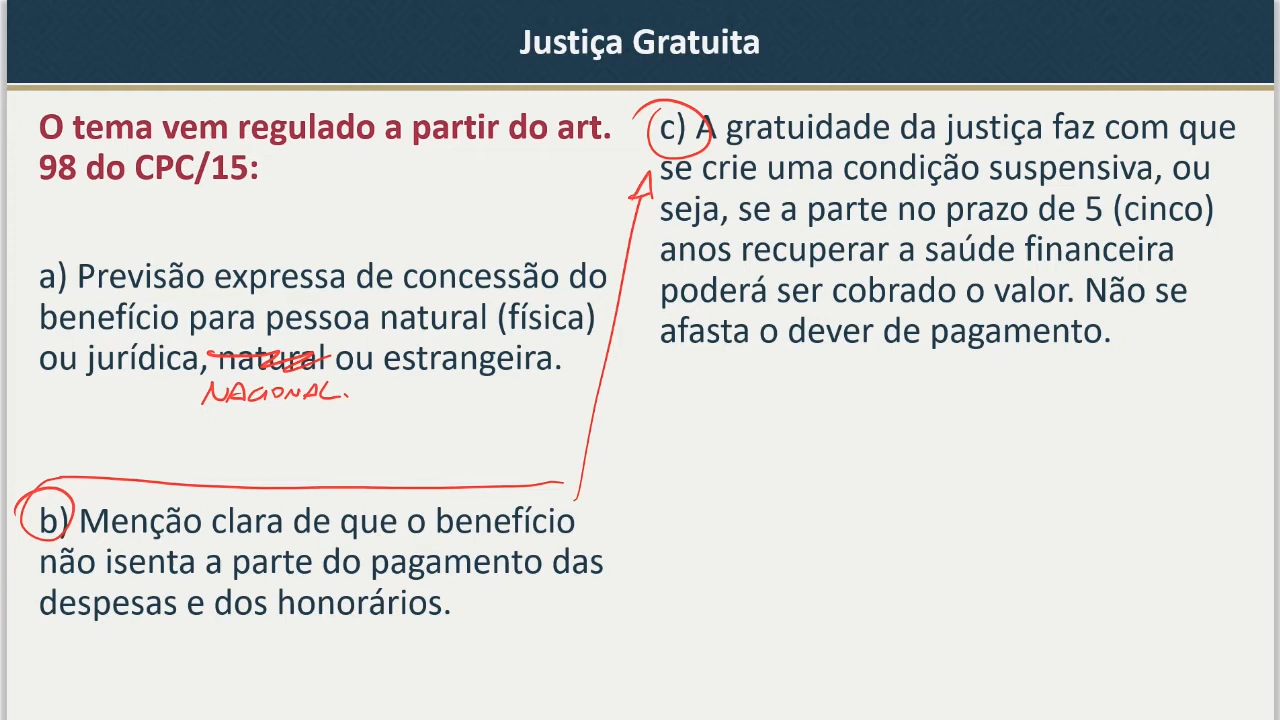 Justiça Gratuita
O tema vem regulado a partir do art.
98 do CPC/15:
a) Previsão expressa de concessão do
benefício para pessoa natural (física)
ou jurídica, natural ou estrangeira.
NACIONAL.
b) Menção clara de que o benefício
não isenta a parte do pagamento das
despesas e dos honorários.
c) A gratuidade da justiça faz com que
se crie uma condição suspensiva, ou
seja, se a parte no prazo de 5 (cinco)
anos recuperar a saúde financeira
poderá ser cobrado o valor. Não se
afasta o dever de pagamento.